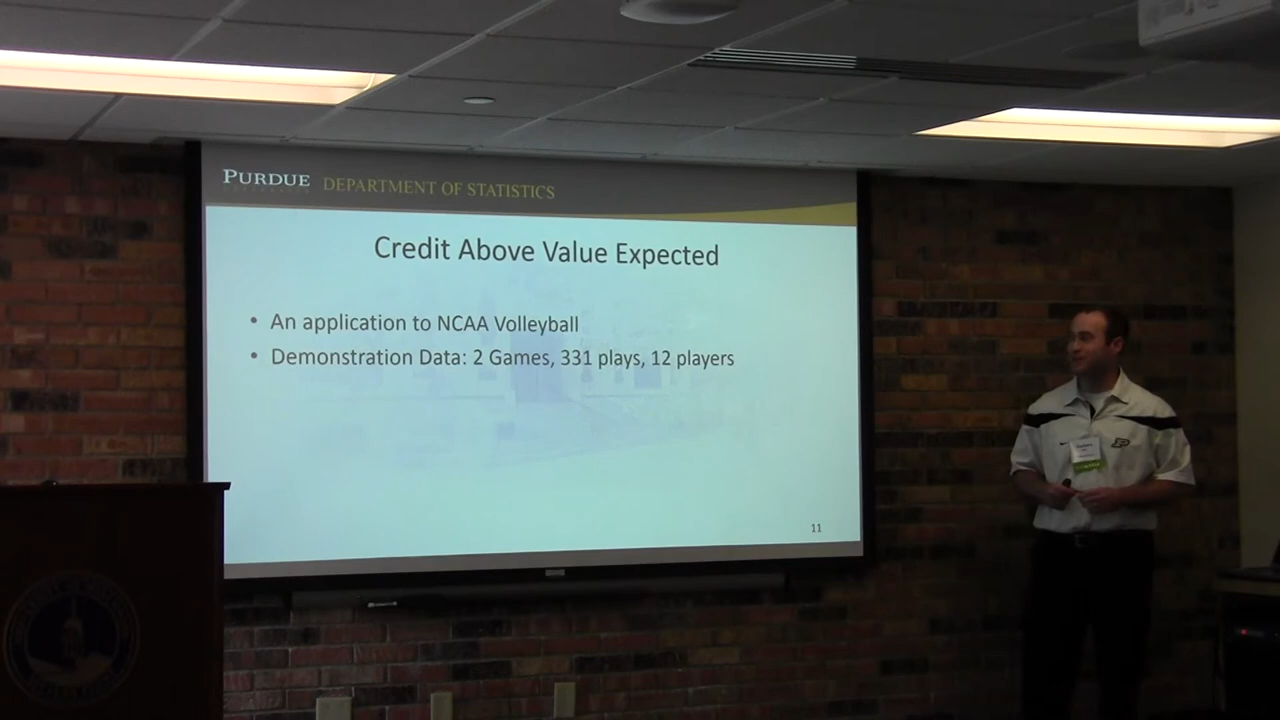 PURDUE DEPARTMENT OF STATISTICS
Credit Above Value Expected
• An application to NCAA Volleyball
• Demonstration Data: 2 Games, 331 plays, 12 players
11